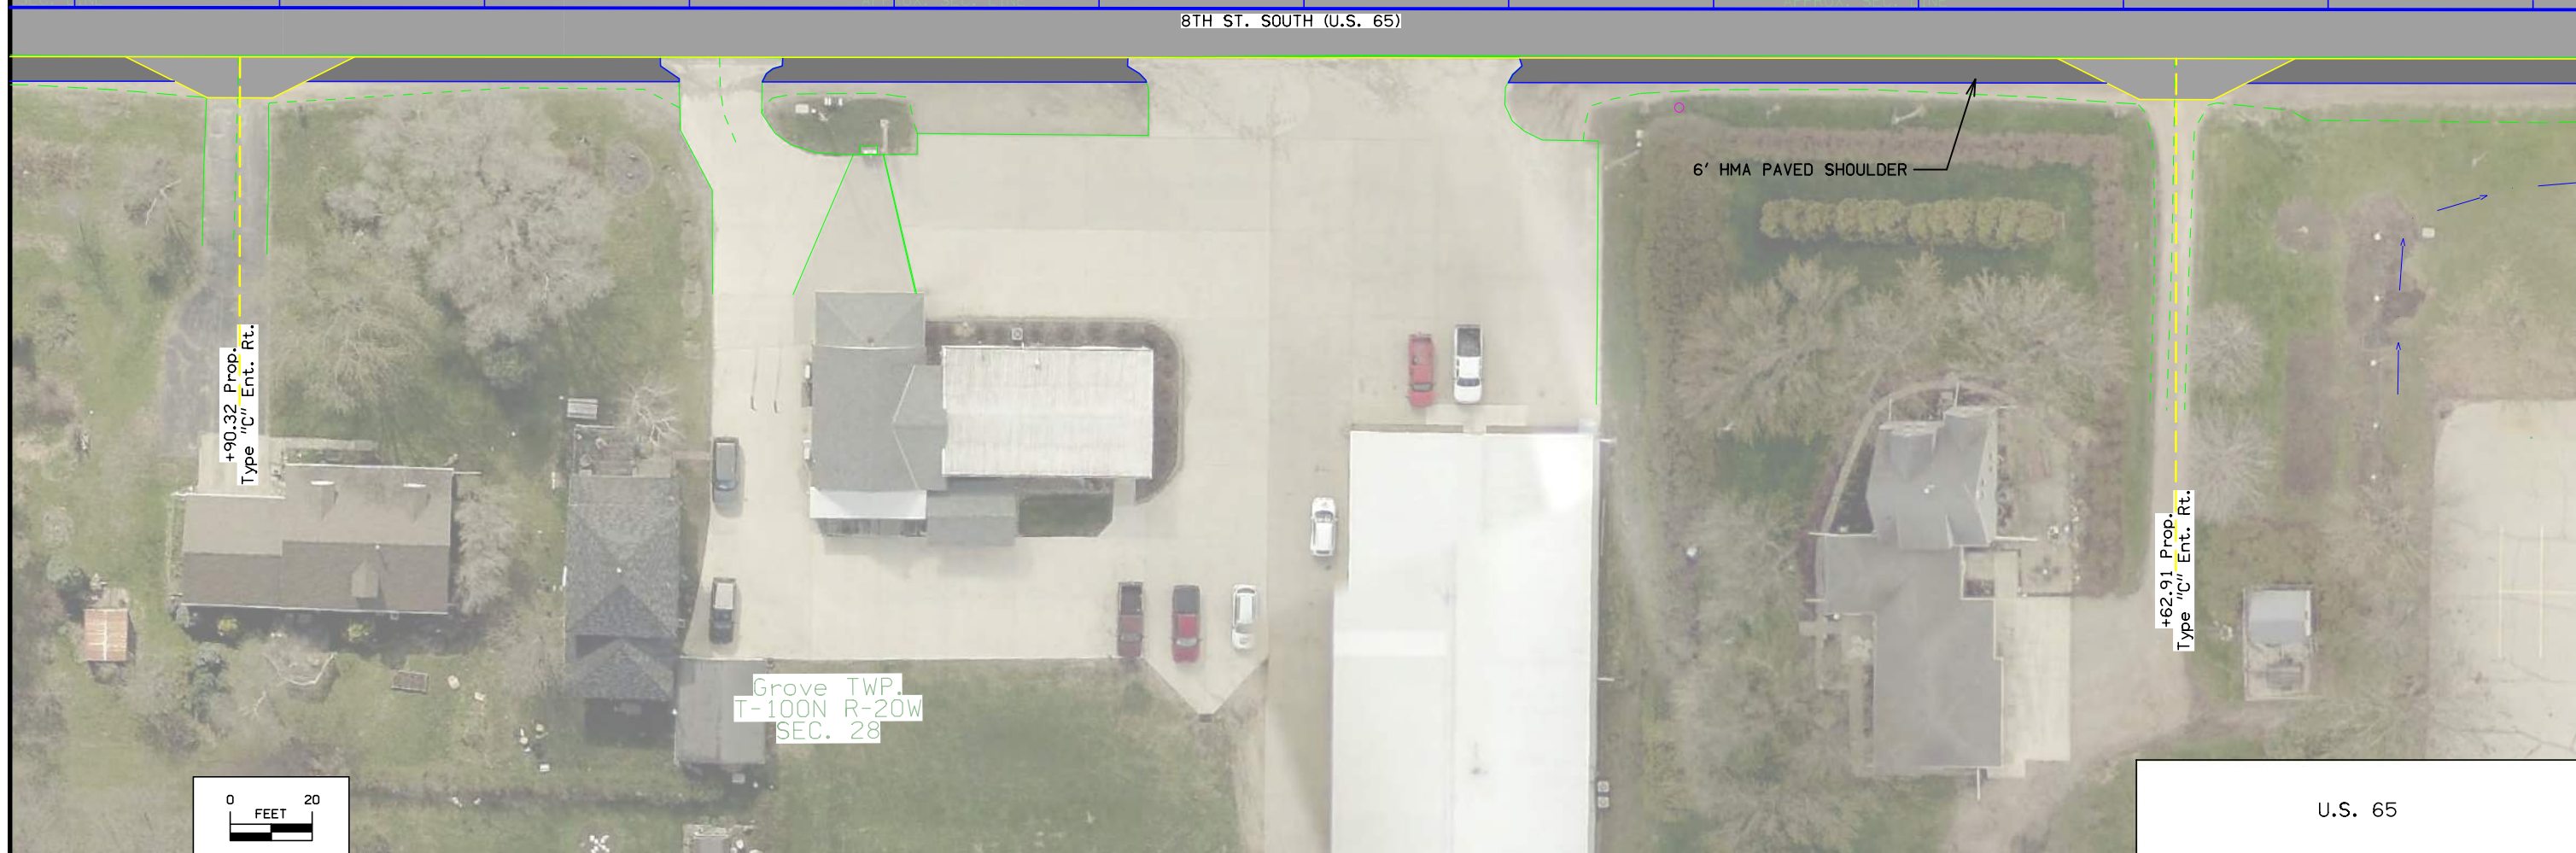 8TH ST. SOUTH (U.S. 65)
6' HMA PAVED SHOULDER
+90.32 Prop.
Type "C" Ent. Rt.
+62.91 Prop.
Type "C" Ent. Rt.
Grove TWP.
T-100N R-20W
SEC. 28
0 20
FEET
U.S. 65